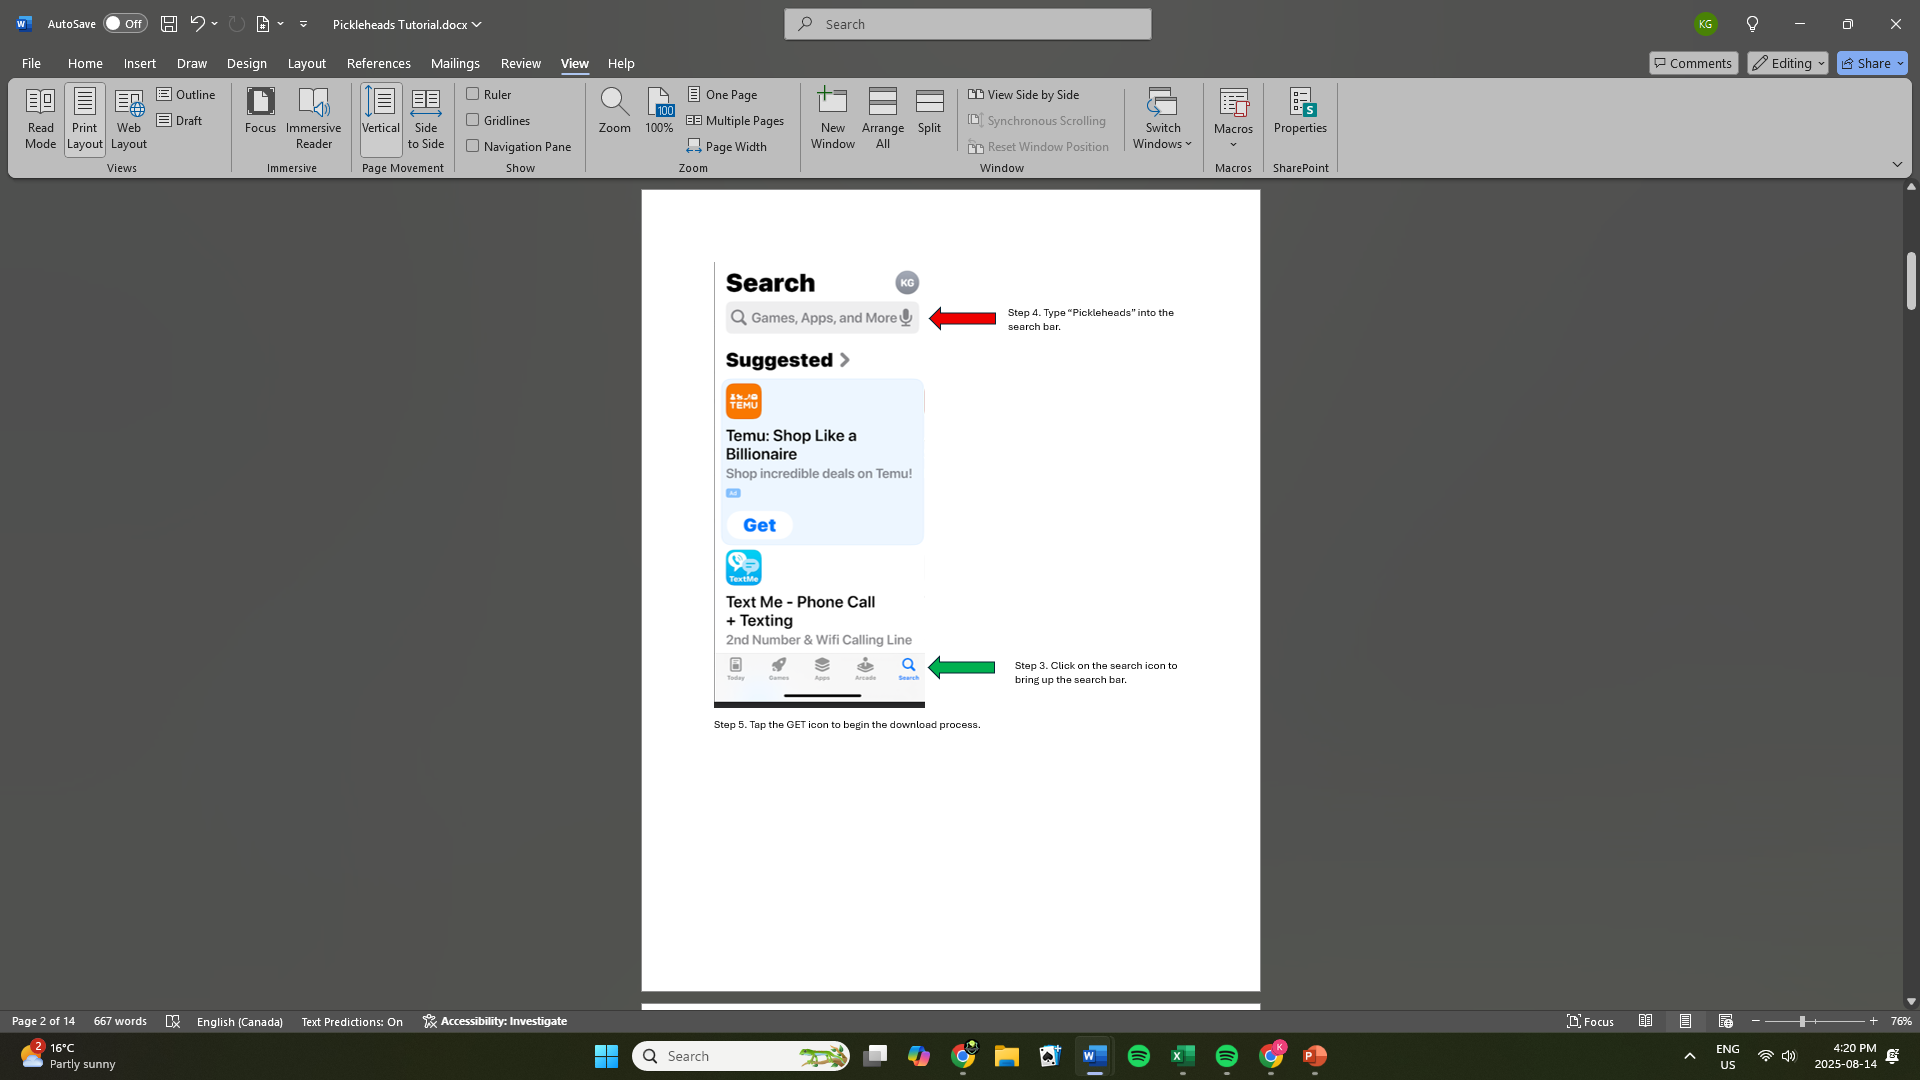 AutoSave Off Pickleheads Tutorial.docx Search KG
File Home Insert Draw Design Layout References Mailings Review View Help Comments Editing Share
Read Mode
Print Layout
Web Layout
Outline
Draft
Views
Focus
Immersive Reader
Immersive
Vertical
Side to Side
Page Movement
Ruler
Gridlines
Navigation Pane
Show
Zoom
100
100%
One Page
Multiple Pages
Page Width
Zoom
New Window
Arrange All
Split
View Side by Side
Synchronous Scrolling
Reset Window Position
Window
Switch Windows
Macros
Macros
Properties
SharePoint
Search KG
Games, Apps, and More
Step 4. Type “Pickleheads” into the
search bar.
Suggested
TEMU
Temu: Shop Like a
Billionaire
Shop incredible deals on Temu!
Ad
Get
TextMe
Text Me - Phone Call
+ Texting
2nd Number & Wifi Calling Line
Today Games Apps Arcade Search
Step 3. Click on the search icon to
bring up the search bar.
Step 5. Tap the GET icon to begin the download process.
Page 2 of 14 667 words English (Canada) Text Predictions: On Accessibility: Investigate Focus 76%
2 16°C
Partly sunny
Search
K
ENG
US
4:20 PM
2025-08-14